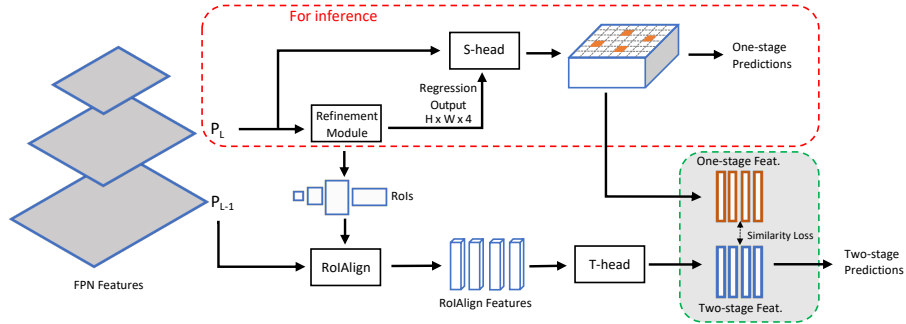 For inference
S-head
One-stage
Predictions
Regression
Output
H x W x 4
P_L
Refinement
Module
One-stage Feat.
RoIs
P_L-1
Similarity Loss
RoIAlign
T-head
Two-stage
Predictions
FPN Features
RoIAlign Features
Two-stage Feat.